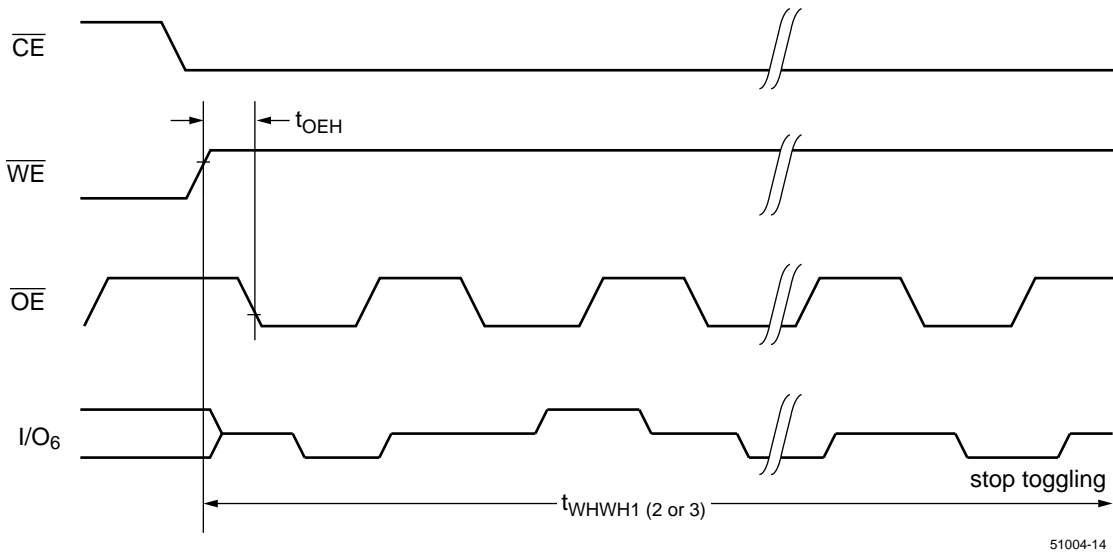 CE
tOEH
WE
OE
I/O6
stop toggling
tWHWH1 (2 or 3)
51004-14